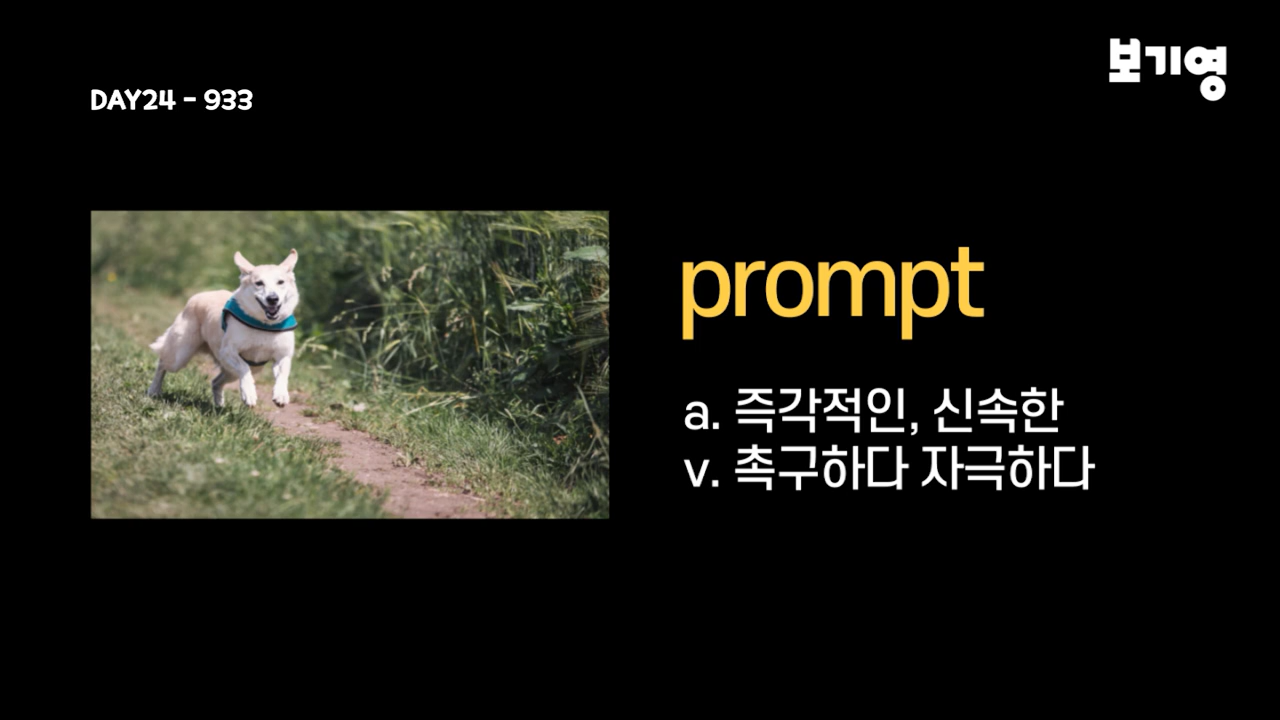 보기영
DAY24 - 933
prompt
a. 즉각적인, 신속한
v. 촉구하다 자극하다